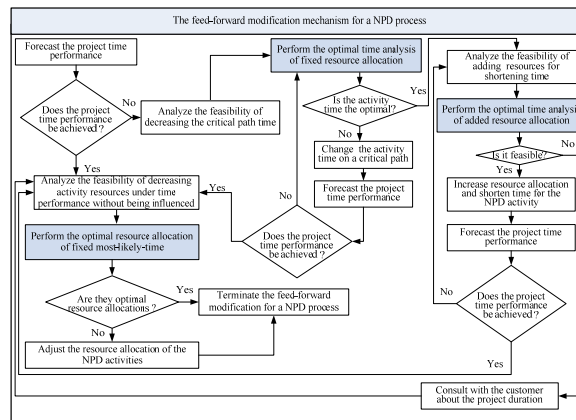 The feed-forward modification mechanism for a NPD process
Forecast the project time
performance
Does the project
time performance
be achieved ?
No
Yes
Analyze the feasibility of
decreasing the critical path time
Perform the optimal time analysis
of fixed resource allocation
Is the activity
time the optimal?
Yes
No
Change the activity
time on a critical path
Forecast the project
time performance
Does the project
time performance
be achieved ?
No
Yes
Analyze the feasibility of decreasing
activity resources under time
performance without being influenced
Perform the optimal resource allocation
of fixed most-likely-time
Are they optimal
resource allocations ?
Yes
No
Terminate the feed-forward
modification for a NPD process
Adjust the resource allocation of the
NPD activities
Analyze the feasibility of
adding resources for
shortening time
Perform the optimal time analysis
of added resource allocation
Is it feasible?
No
Yes
Increase resource allocation
and shorten time for the
NPD activity
Forecast the project time
performance
No
Does the project
time performance
be achieved ?
Yes
Consult with the customer
about the project duration